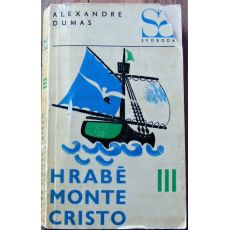 ALEXANDRE
DUMAS
SVOBODA
HRABĚ
MONTE
CRISTO
III